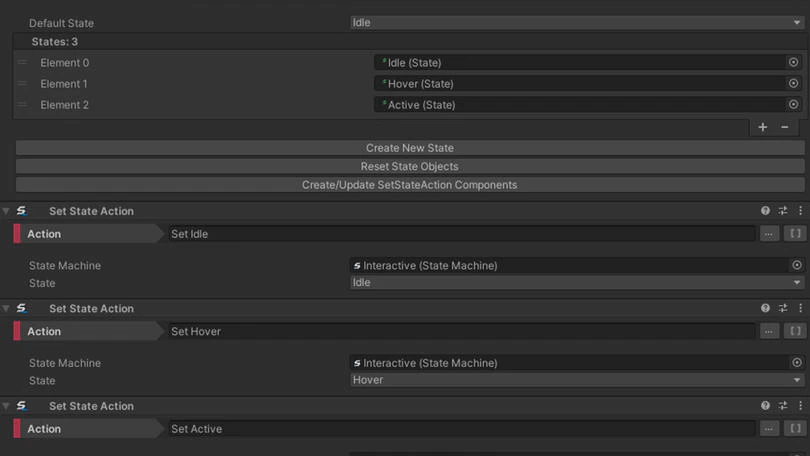 Default State Idle
States: 3
Element 0 Idle (State)
Element 1 Hover (State)
Element 2 Active (State)
+ −
Create New State
Reset State Objects
Create/Update SetStateAction Components
Set State Action
Action Set Idle ... [ ]
State Machine Interactive (State Machine)
State Idle
Set State Action
Action Set Hover ... [ ]
State Machine Interactive (State Machine)
State Hover
Set State Action
Action Set Active ... [ ]